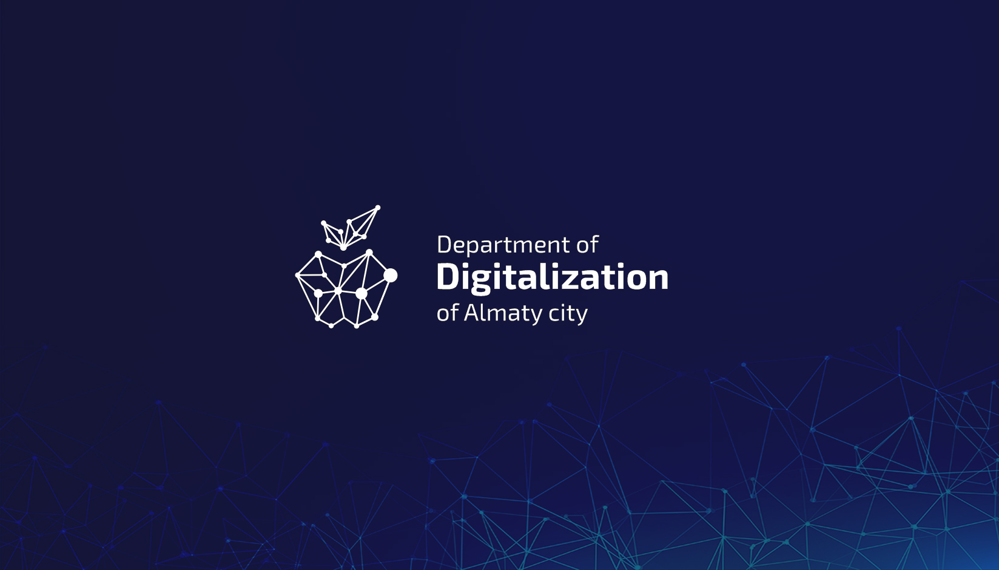 Department of
Digitalization
of Almaty city